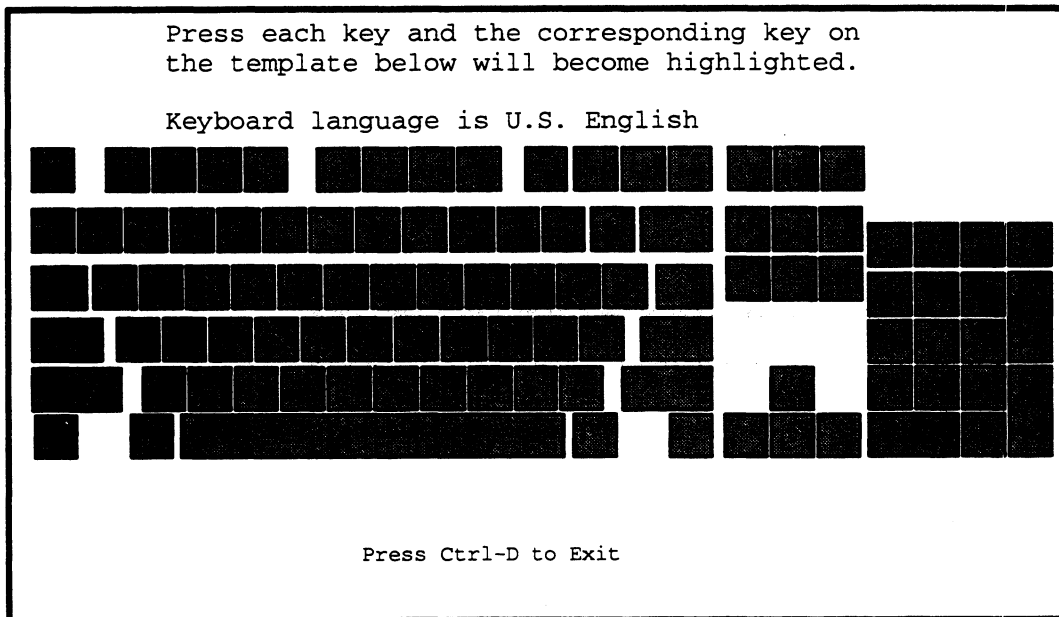 Press each key and the corresponding key on
the template below will become highlighted.
Keyboard language is U.S. English
Press Ctrl-D to Exit